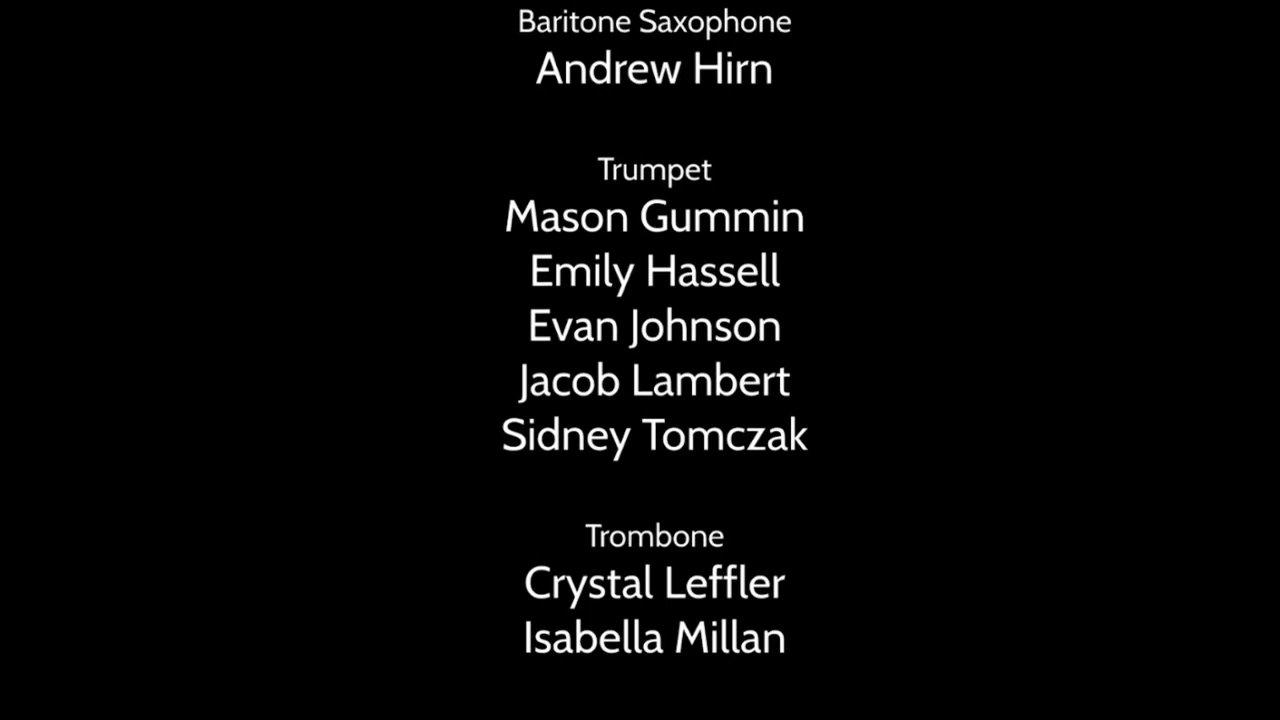 Baritone Saxophone
Andrew Hirn
Trumpet
Mason Gummin
Emily Hassell
Evan Johnson
Jacob Lambert
Sidney Tomczak
Trombone
Crystal Leffler
Isabella Millan